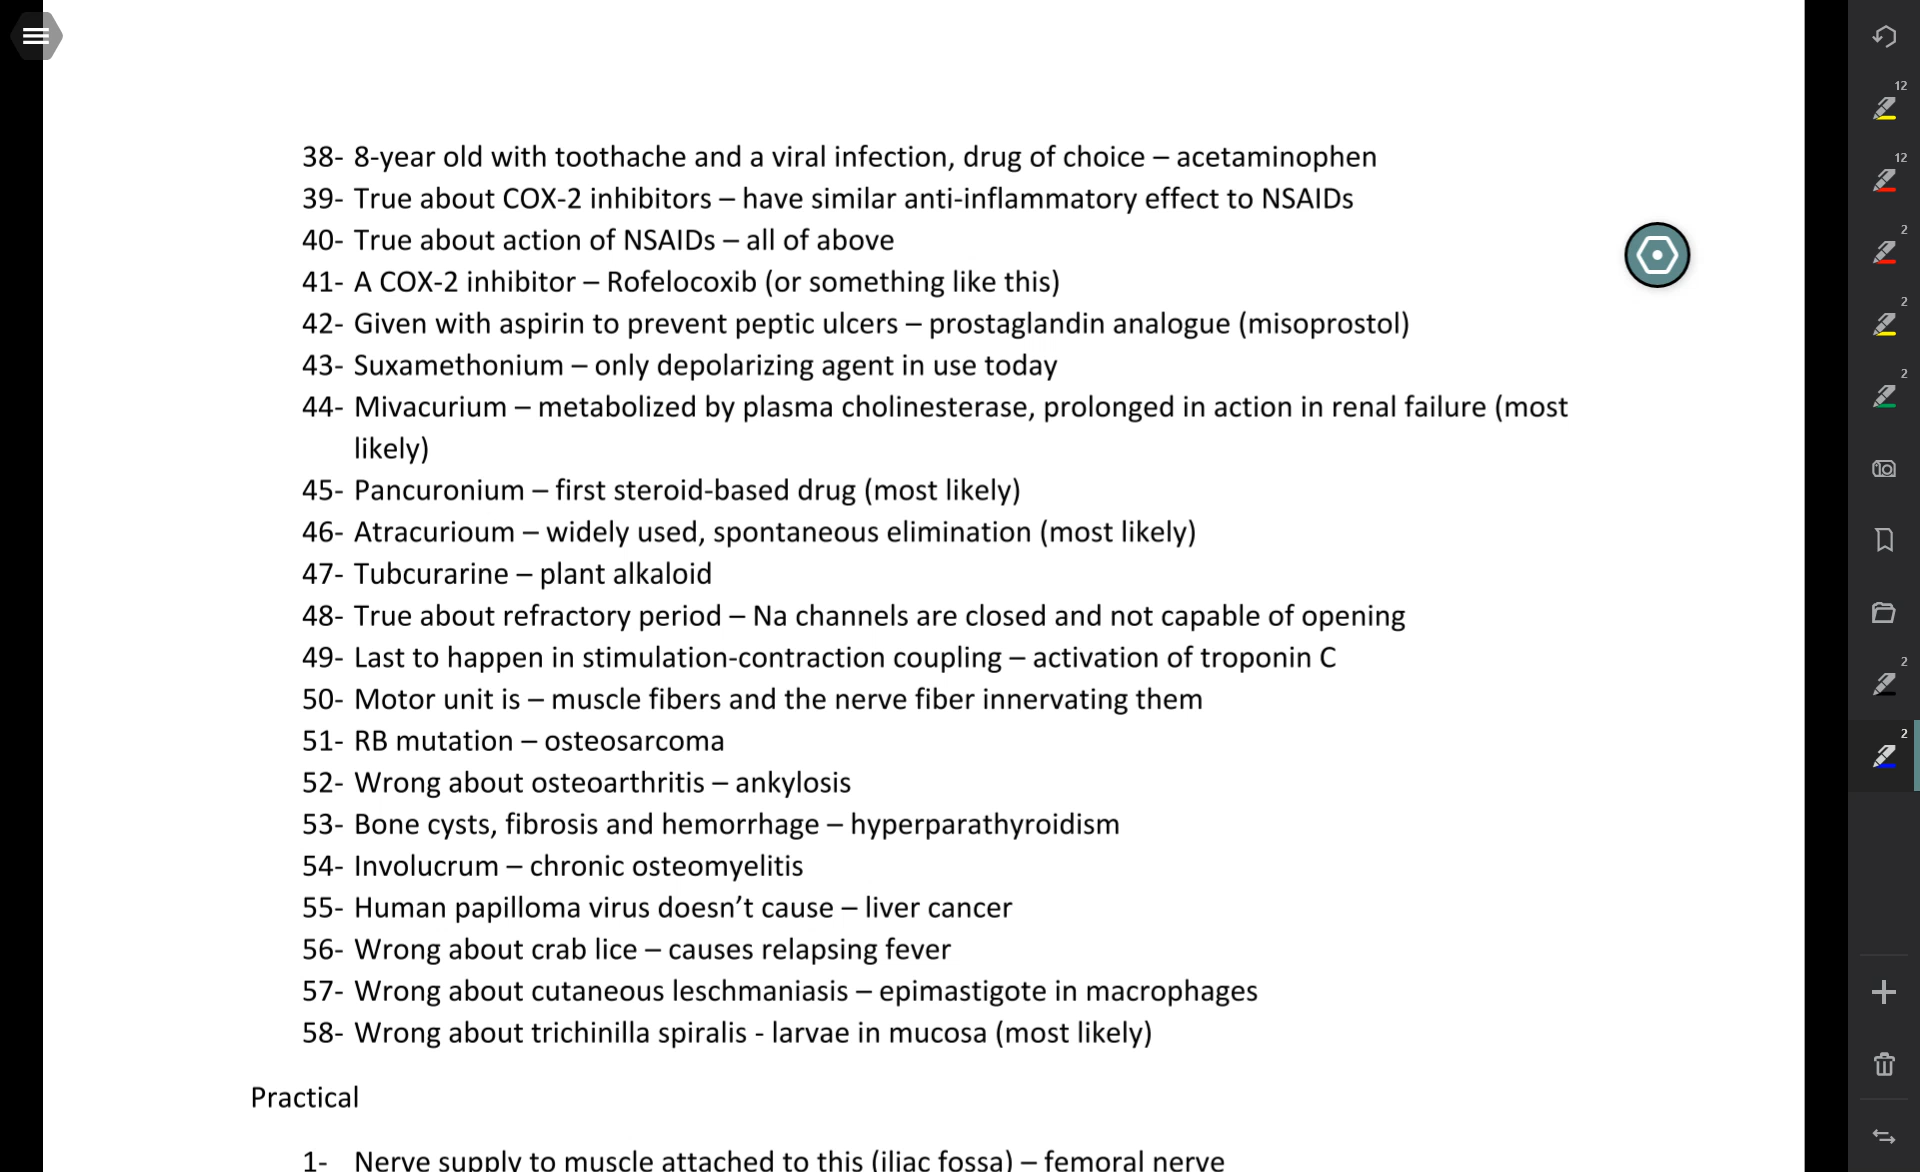 12
12
2
2
2
2
2
38- 8-year old with toothache and a viral infection, drug of choice – acetaminophen
39- True about COX-2 inhibitors – have similar anti-inflammatory effect to NSAIDs
40- True about action of NSAIDs – all of above
41- A COX-2 inhibitor – Rofelocoxib (or something like this)
42- Given with aspirin to prevent peptic ulcers – prostaglandin analogue (misoprostol)
43- Suxamethonium – only depolarizing agent in use today
44- Mivacurium – metabolized by plasma cholinesterase, prolonged in action in renal failure (most
likely)
45- Pancuronium – first steroid-based drug (most likely)
46- Atracurioum – widely used, spontaneous elimination (most likely)
47- Tubcurarine – plant alkaloid
48- True about refractory period – Na channels are closed and not capable of opening
49- Last to happen in stimulation-contraction coupling – activation of troponin C
50- Motor unit is – muscle fibers and the nerve fiber innervating them
51- RB mutation – osteosarcoma
52- Wrong about osteoarthritis – ankylosis
53- Bone cysts, fibrosis and hemorrhage – hyperparathyroidism
54- Involucrum – chronic osteomyelitis
55- Human papilloma virus doesn’t cause – liver cancer
56- Wrong about crab lice – causes relapsing fever
57- Wrong about cutaneous leschmaniasis – epimastigote in macrophages
58- Wrong about trichinilla spiralis - larvae in mucosa (most likely)
Practical
1- Nerve supply to muscle attached to this (iliac fossa) – femoral nerve